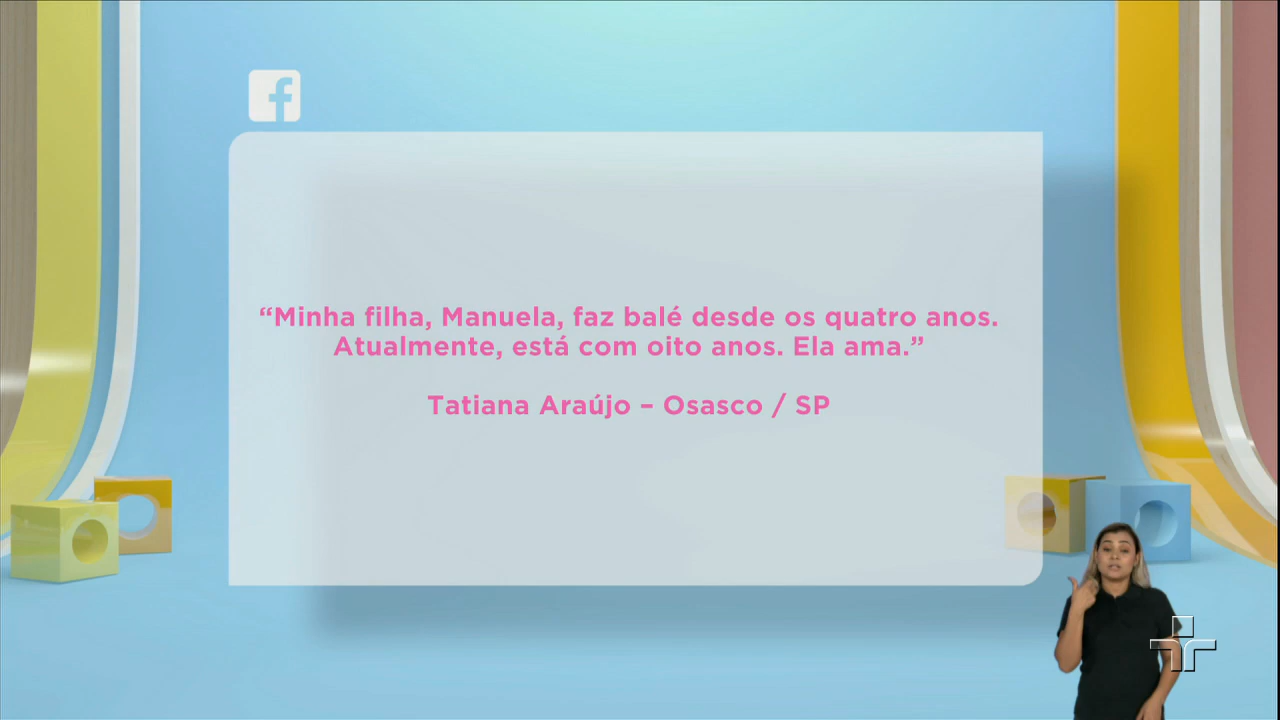 “Minha filha, Manuela, faz balé desde os quatro anos.
Atualmente, está com oito anos. Ela ama.”
Tatiana Araújo – Osasco / SP